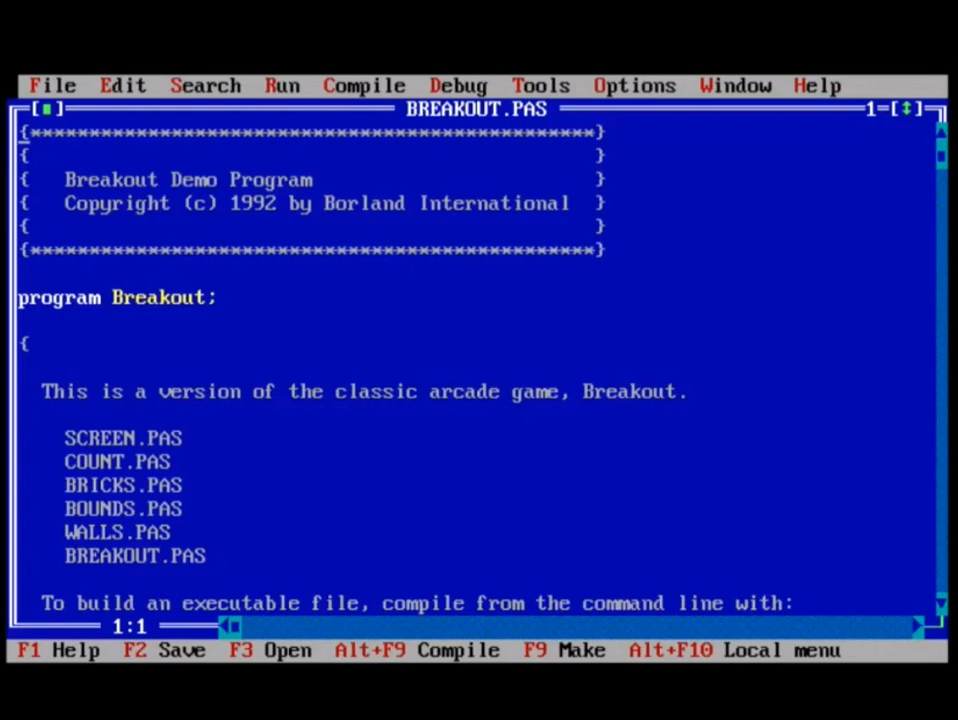 File Edit Search Run Compile Debug Tools Options Window Help
[■] BREAKOUT.PAS 1=[↕]
{*************************************************}
{ }
{ Breakout Demo Program }
{ Copyright (c) 1992 by Borland International }
{ }
{*************************************************}
program Breakout;
{
This is a version of the classic arcade game, Breakout.
SCREEN.PAS
COUNT.PAS
BRICKS.PAS
BOUNDS.PAS
WALLS.PAS
BREAKOUT.PAS
To build an executable file, compile from the command line with:
1:1
F1 Help F2 Save F3 Open Alt+F9 Compile F9 Make Alt+F10 Local menu